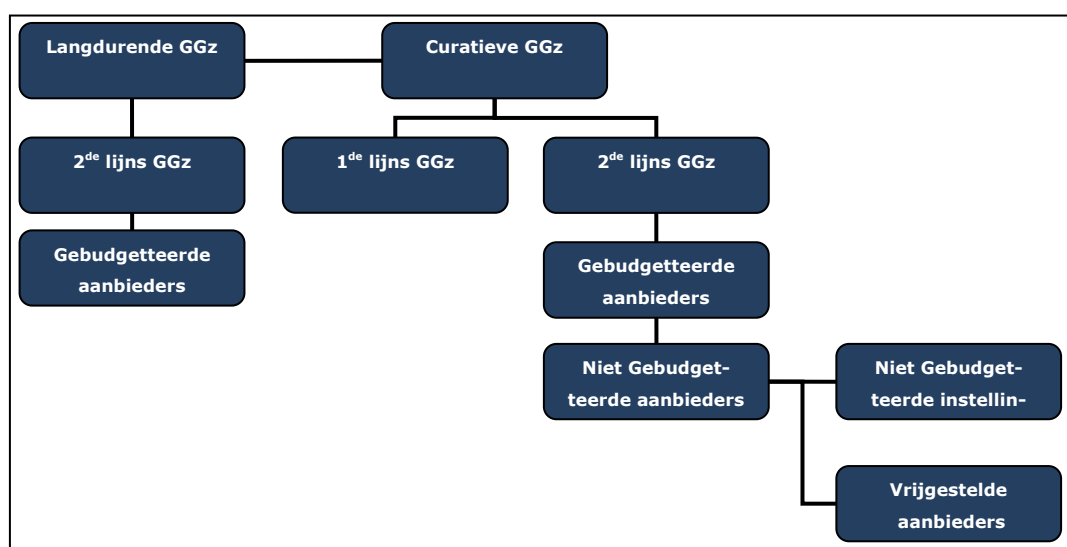 Langdurende GGz
Curatieve GGz
2de lijns GGz
1de lijns GGz
2de lijns GGz
Gebudgetteerde
aanbieders
Gebudgetteerde
aanbieders
Niet Gebudget-
teerde aanbieders
Niet Gebudget-
teerde instellin-
Vrijgestelde
aanbieders